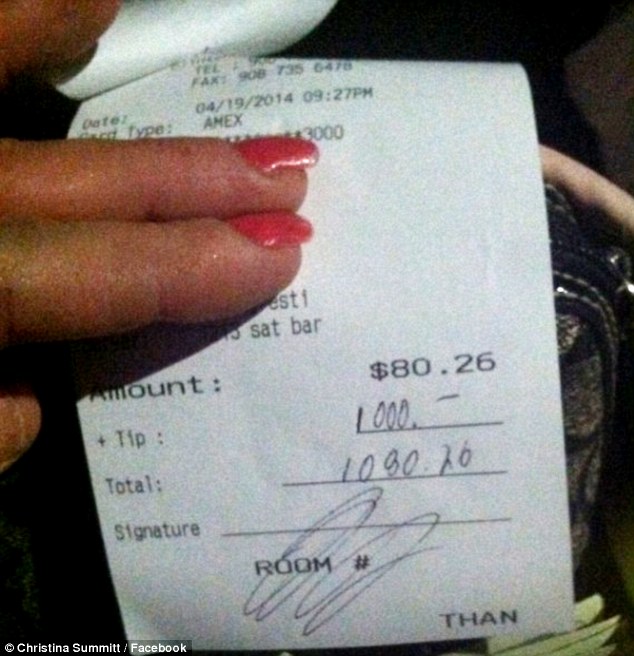 TEL :
FAX: 908 735 6478
Date: 04/19/2014 09:27PM
Card Type: AMEX
3000
esti
sat bar
Amount: $80.26
+ Tip : 1000.-
Total: 1080.26
Signature
ROOM #
THAN
© Christina Summitt / Facebook